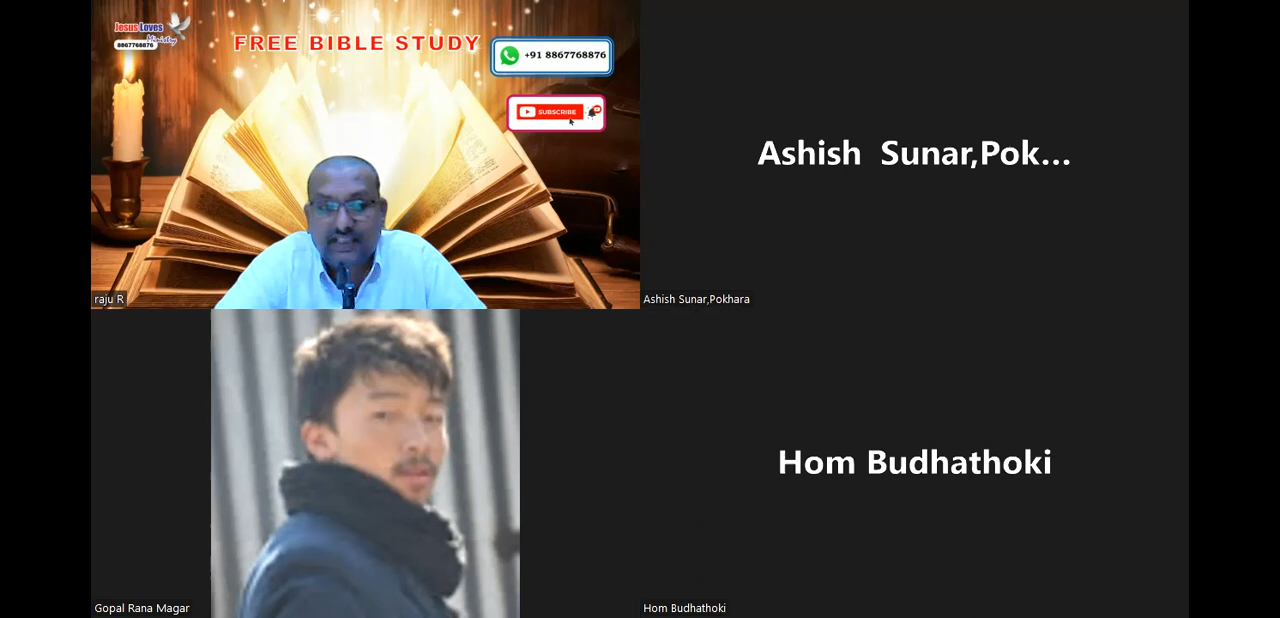 Jesus Loves
Ministry
8867768876
FREE BIBLE STUDY
+91 8867768876
SUBSCRIBE
raju R
Ashish Sunar,Pok...
Ashish Sunar,Pokhara
Gopal Rana Magar
Hom Budhathoki
Hom Budhathoki